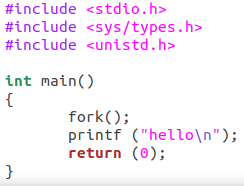 #include <stdio.h>
#include <sys/types.h>
#include <unistd.h>

int main()
{
        fork();
        printf ("hello\n");
        return (0);
}